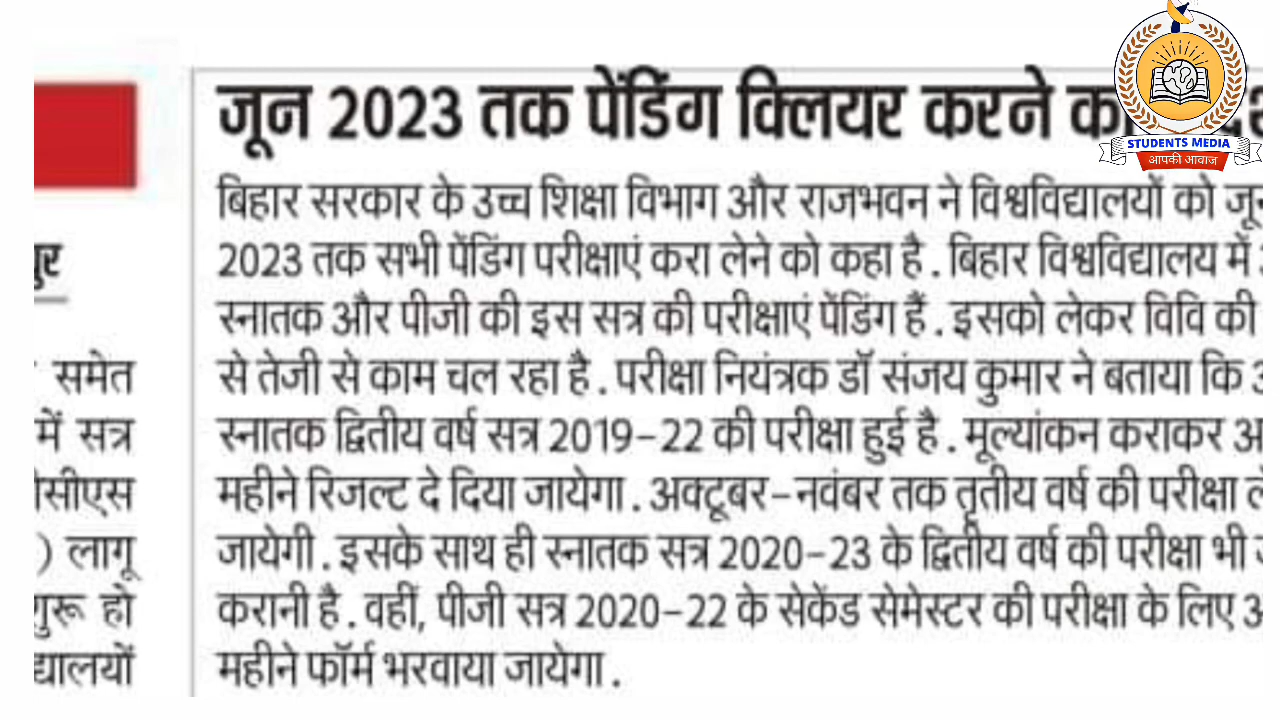 जून 2023 तक पेंडिंग क्लियर करने
बिहार सरकार के उच्च शिक्षा विभाग और राजभवन ने विश्वविद्यालयों को जून
2023 तक सभी पेंडिंग परीक्षाएं करा लेने को कहा है . बिहार विश्वविद्यालय में
स्नातक और पीजी की इस सत्र की परीक्षाएं पेंडिंग हैं . इसको लेकर विवि की
से तेजी से काम चल रहा है . परीक्षा नियंत्रक डॉ संजय कुमार ने बताया कि
स्नातक द्वितीय वर्ष सत्र 2019-22 की परीक्षा हुई है . मूल्यांकन कराकर
महीने रिजल्ट दे दिया जायेगा . अक्टूबर-नवंबर तक तृतीय वर्ष की परीक्षा
जायेगी . इसके साथ ही स्नातक सत्र 2020-23 के द्वितीय वर्ष की परीक्षा भी
करानी है . वहीं, पीजी सत्र 2020-22 के सेकेंड सेमेस्टर की परीक्षा के लिए
महीने फॉर्म भरवाया जायेगा .
समेत
में सत्र
) लागू
हो
STUDENTS MEDIA
आपकी आवाज